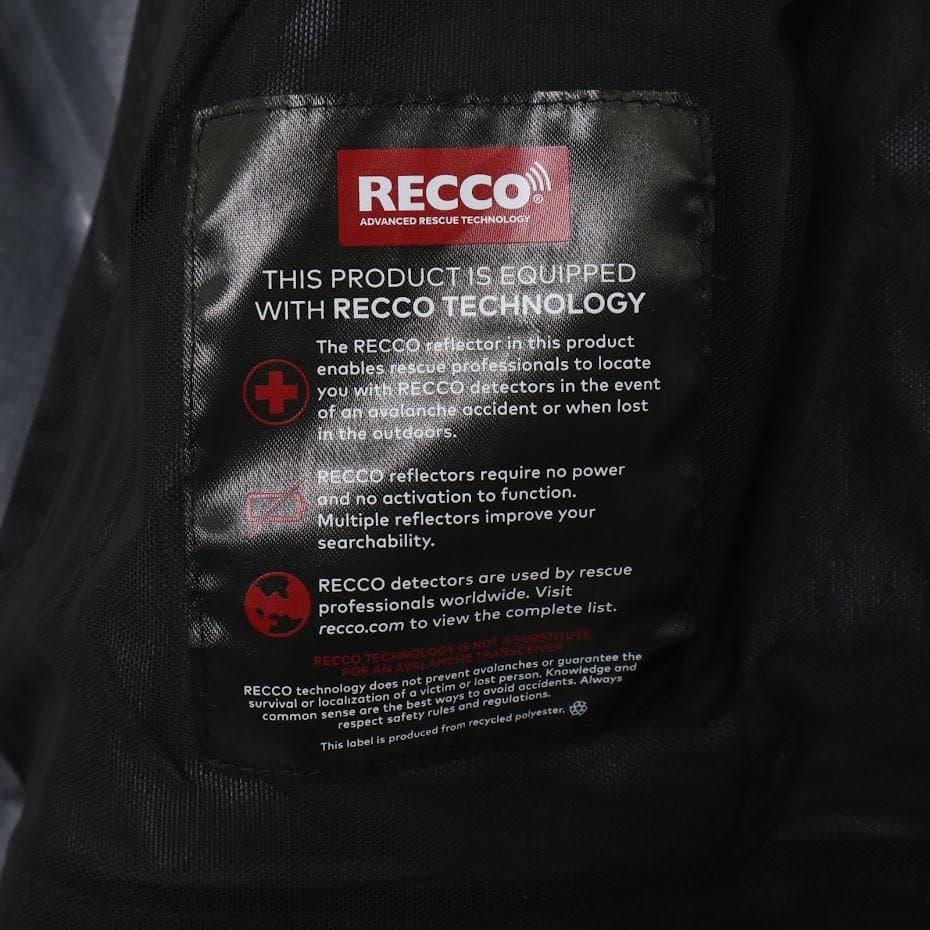 RECCO®
ADVANCED RESCUE TECHNOLOGY
THIS PRODUCT IS EQUIPPED
WITH RECCO TECHNOLOGY
The RECCO reflector in this product
enables rescue professionals to locate
you with RECCO detectors in the event
of an avalanche accident or when lost
in the outdoors.
RECCO reflectors require no power
and no activation to function.
Multiple reflectors improve your
searchability.
RECCO detectors are used by rescue
professionals worldwide. Visit
recco.com to view the complete list.
RECCO TECHNOLOGY IS NOT A SUBSTITUTE
FOR AN AVALANCHE TRANSCEIVER
RECCO technology does not prevent avalanches or guarantee the
survival or localization of a victim or lost person. Knowledge and
common sense are the best ways to avoid accidents. Always
respect safety rules and regulations.
This label is produced from recycled polyester.